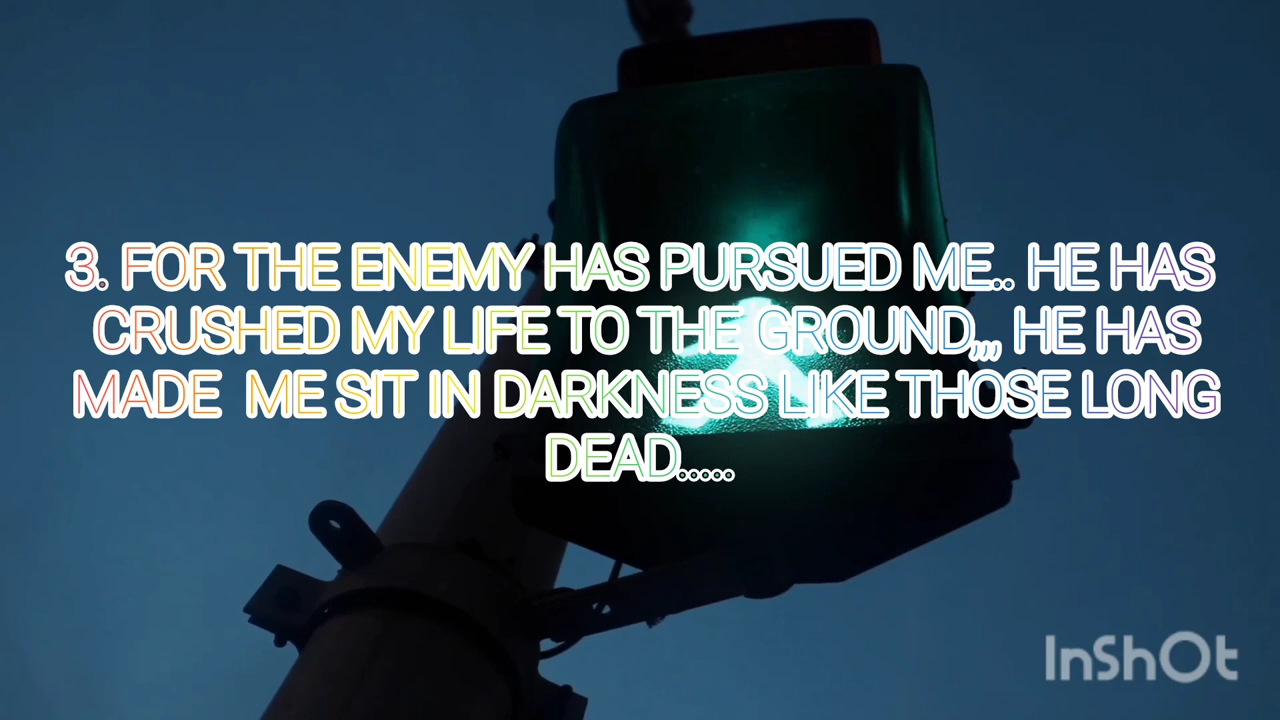 3. FOR THE ENEMY HAS PURSUED ME.. HE HAS
CRUSHED MY LIFE TO THE GROUND,,, HE HAS
MADE  ME SIT IN DARKNESS LIKE THOSE LONG
DEAD.....
InShOt